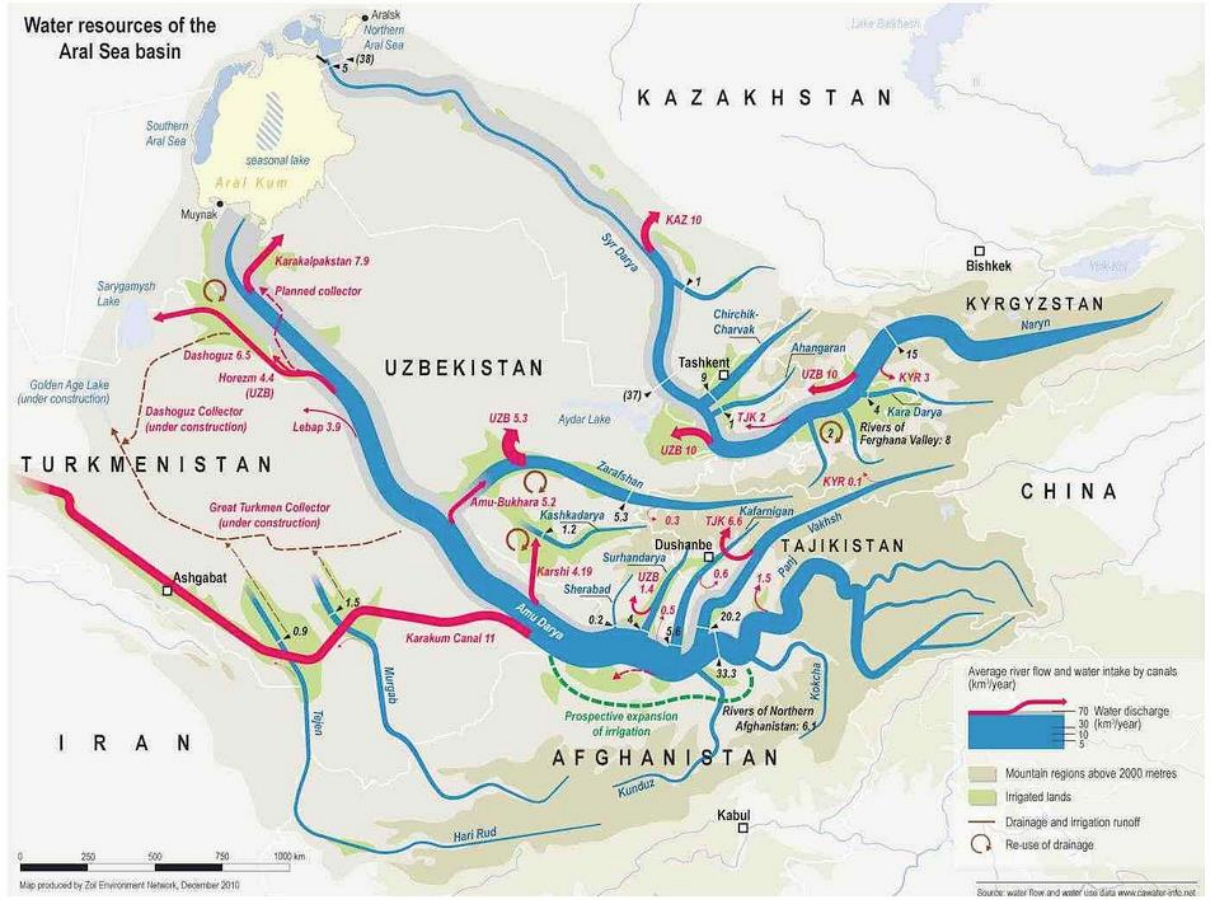 Water resources of the
Aral Sea basin
Aralsk
Northern
Aral Sea
(38)
5
Lake Balkhash
Ili
KAZAKHSTAN
Southern
Aral Sea
seasonal lake
Aral Kum
Muynak
KAZ 10
Syr Darya
Bishkek
Ysik-Köl
Karakalpakstan 7.9
Planned collector
Sarygamysh
Lake
1
KYRGYZSTAN
Naryn
Chirchik-
Charvak
Ahangaran
15
Tashkent
9
UZB 10
KYR 3
UZBEKISTAN
Dashoguz 6.5
Horezm 4.4
(UZB)
Golden Age Lake
(under construction)
Dashoguz Collector
(under construction)
Lebap 3.9
(37)
Aydar Lake
TJK 2
1
4
Kara Darya
Rivers of
Ferghana Valley: 8
2
UZB 10
UZB 5.3
Zarafshan
KYR 0.1
TURKMENISTAN
CHINA
Amu-Bukhara 5.2
5.3
0.3
TJK 6.6
Kafarnigan
Vakhsh
Great Turkmen Collector
(under construction)
Kashkadarya
1.2
Dushanbe
TAJIKISTAN
Surhandarya
Panj
Ashgabat
Karshi 4.19
Sherabad
UZB
1.4
0.6
1.5
0.5
1.5
0.9
Amu Darya
0.2
4
5.6
20.2
Karakum Canal 11
33.3
Kokcha
Murgab
Tejen
Prospective expansion
of irrigation
Rivers of Northern
Afghanistan: 6.1
IRAN
AFGHANISTAN
Kunduz
Kabul
Hari Rud
Average river flow and water intake by canals
(km³/year)
70
30
10
5
Water discharge
(km³/year)
Mountain regions above 2000 metres
Irrigated lands
Drainage and irrigation runoff
Re-use of drainage
0 250 500 750 1000 km
Map produced by Zoï Environment Network, December 2010
Source: water flow and water use data www.cawater-info.net